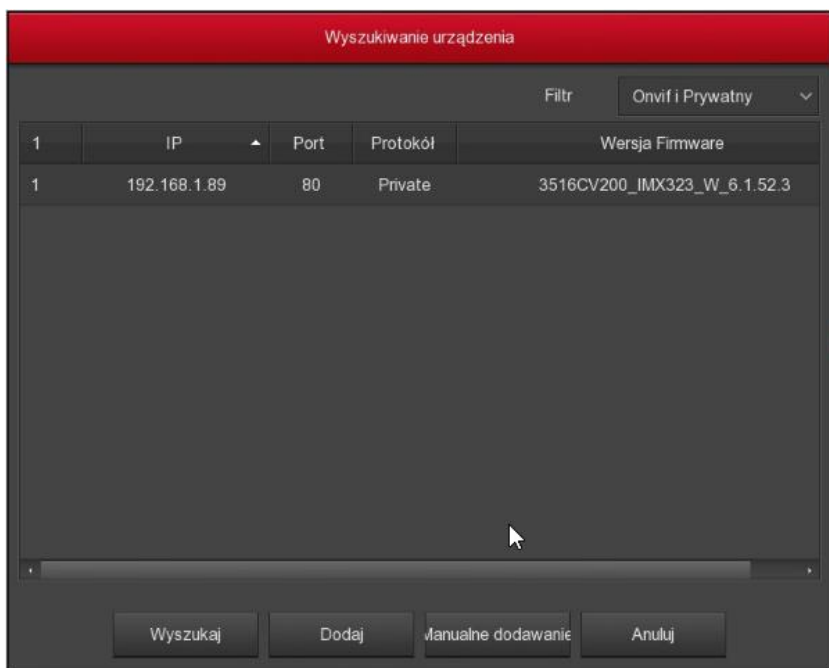 Wyszukiwanie urządzenia
Filtr Onvif i Prywatny
1 IP Port Protokół Wersja Firmware
1 192.168.1.89 80 Private 3516CV200_IMX323_W_6.1.52.3
Wyszukaj Dodaj Manualne dodawanie Anuluj